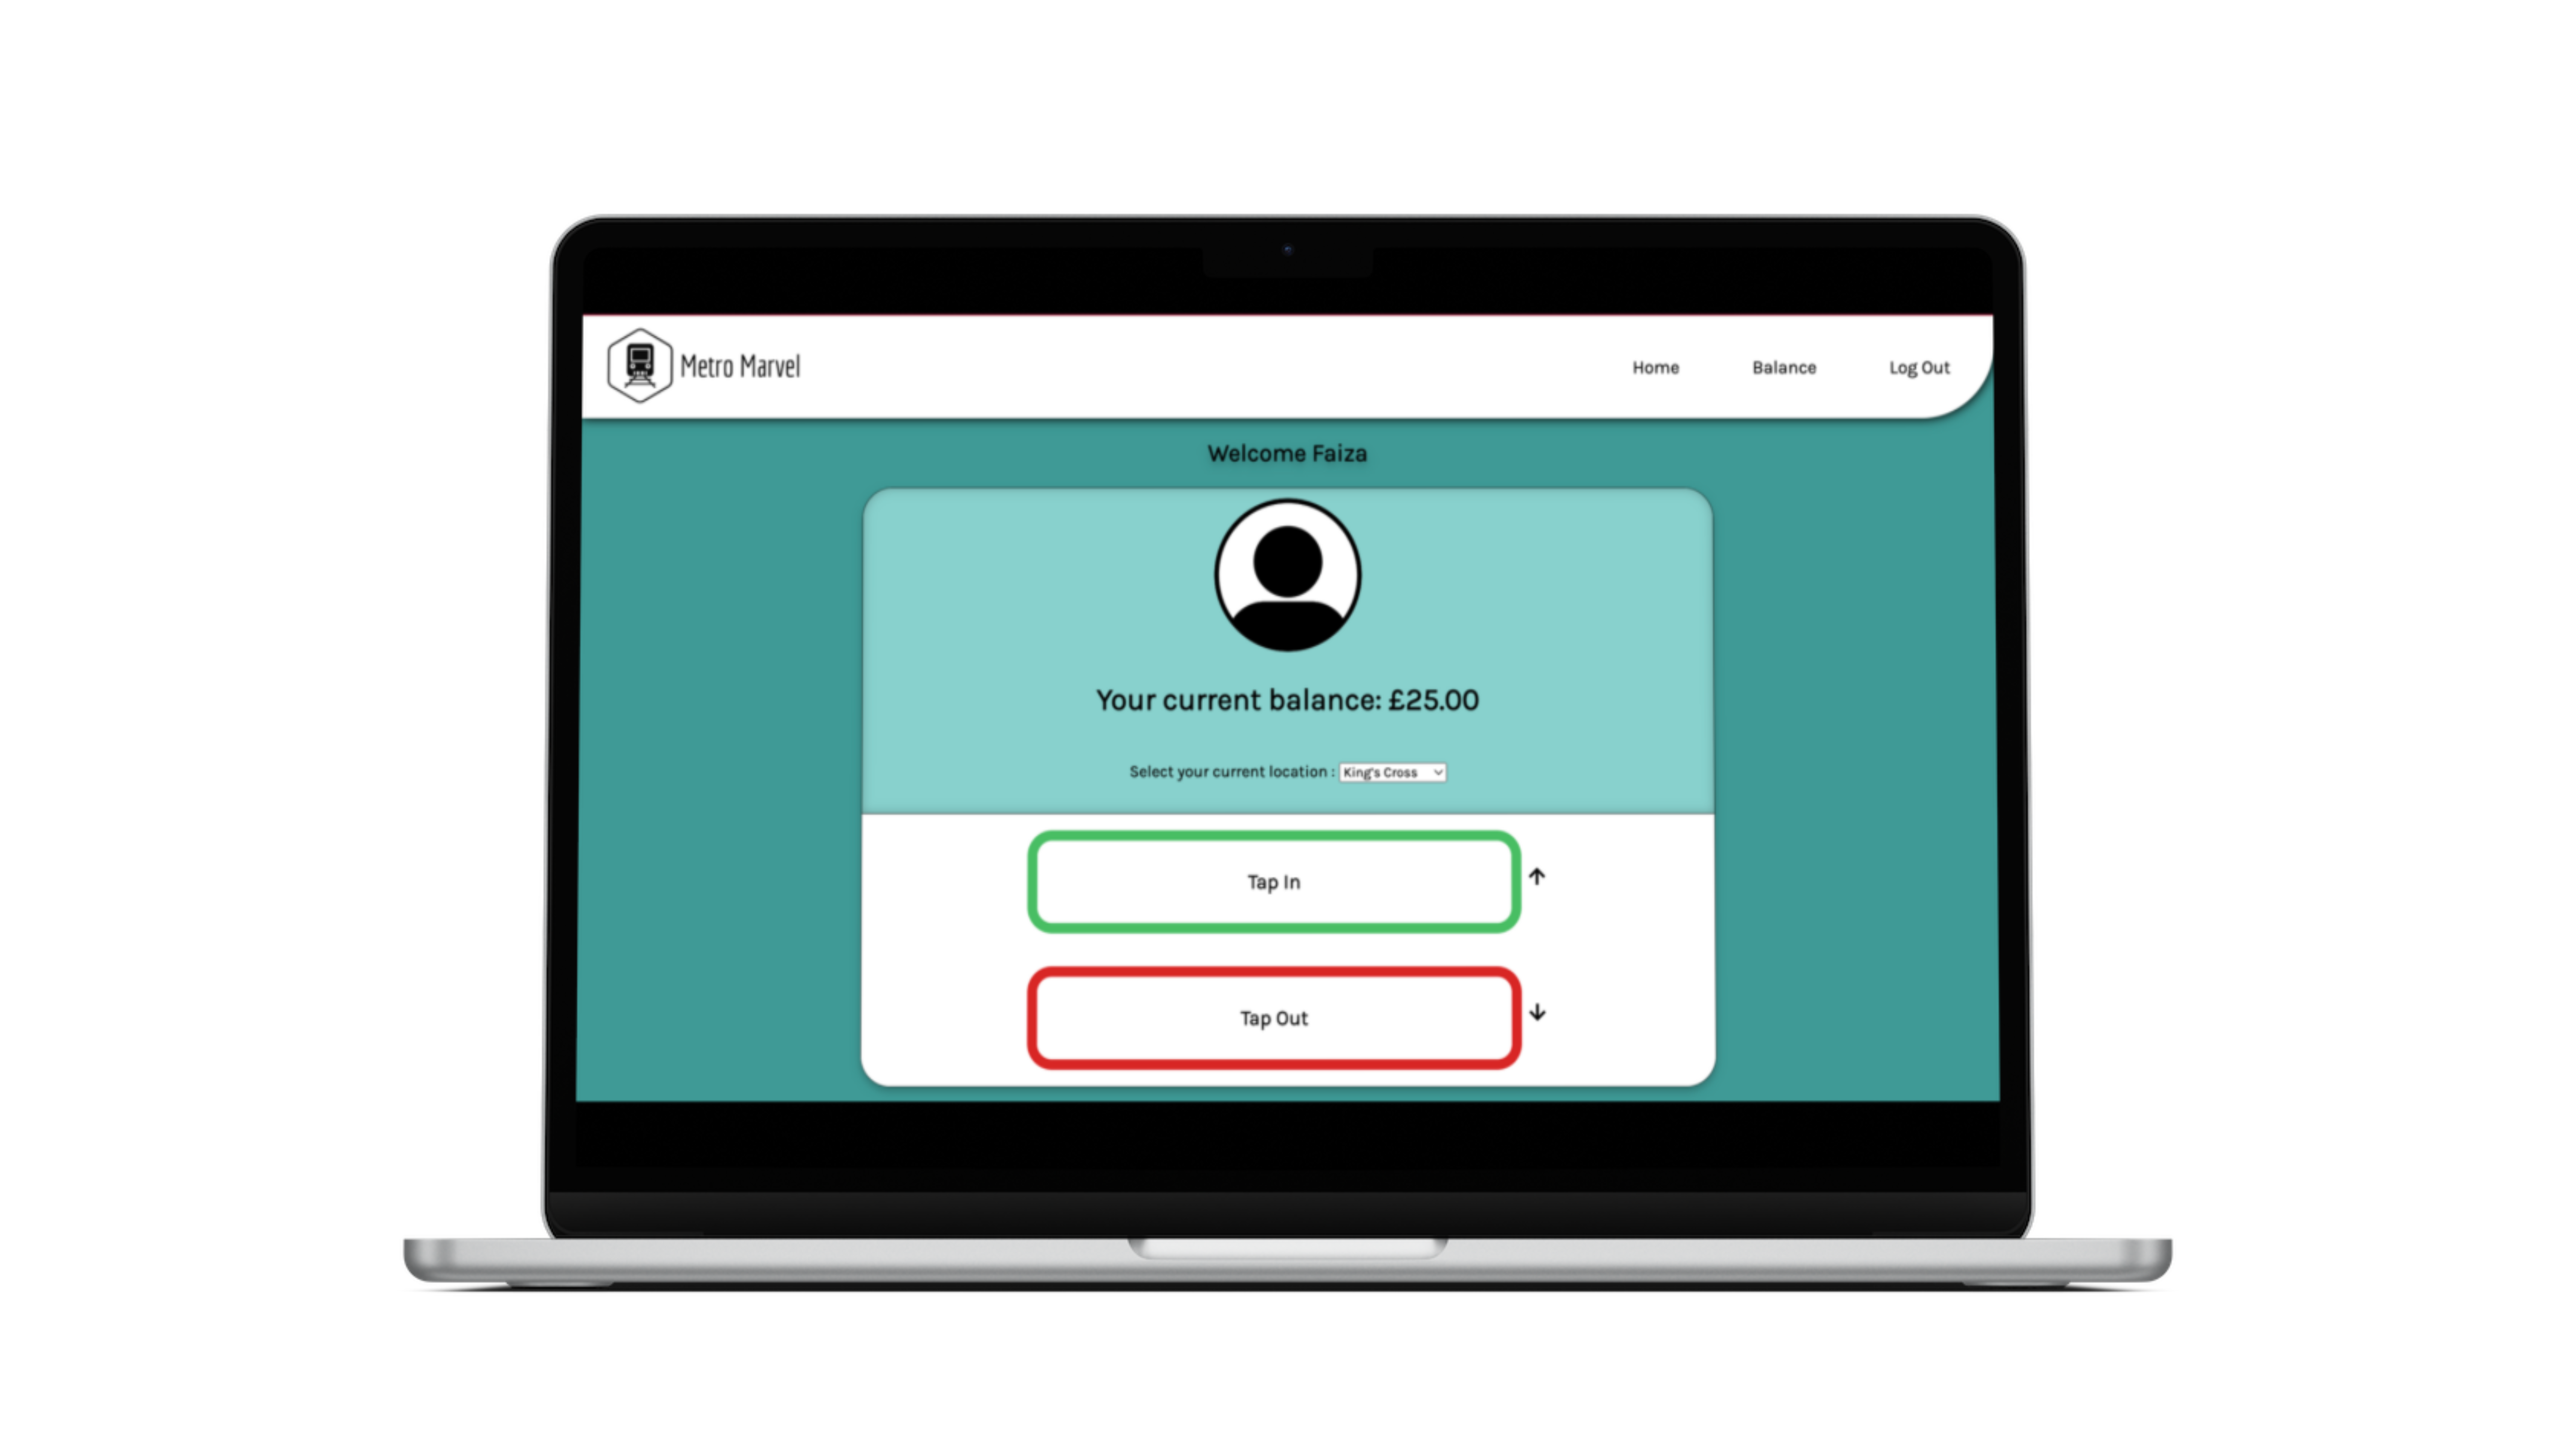 Metro Marvel
Home Balance Log Out
Welcome Faiza
Your current balance: £25.00
Select your current location : King's Cross
Tap In
Tap Out